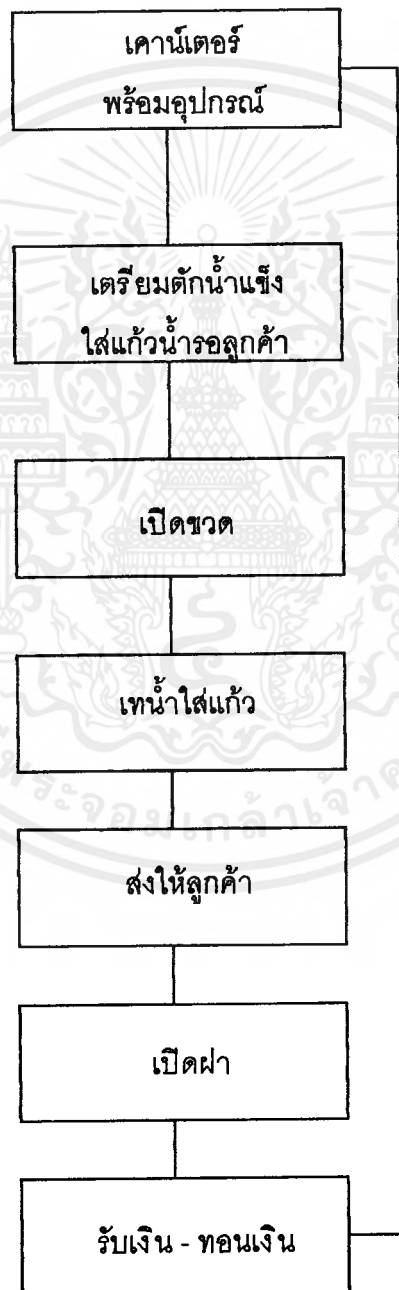 เคาน์เตอร์
พร้อมอุปกรณ์
เตรียมตักน้ำแข็ง
ใส่แก้วน้ำรอลูกค้า
เปิดขวด
เทน้ำใส่แก้ว
ส่งให้ลูกค้า
เปิดฝา
รับเงิน - ทอนเงิน